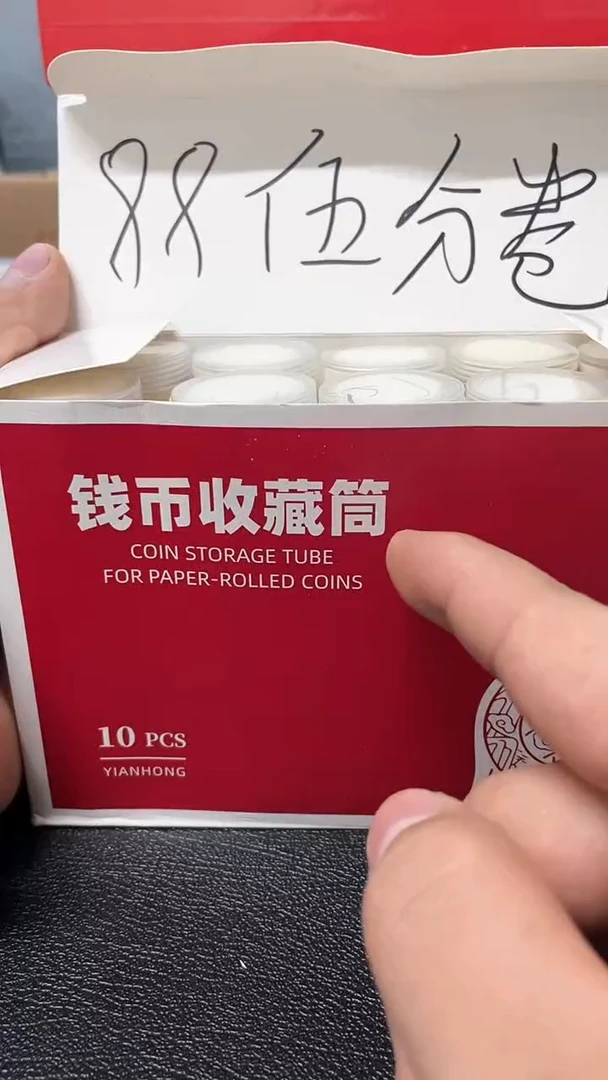 88伍分卷
钱币收藏筒
COIN STORAGE TUBE
FOR PAPER-ROLLED COINS
10 PCS
YIANHONG